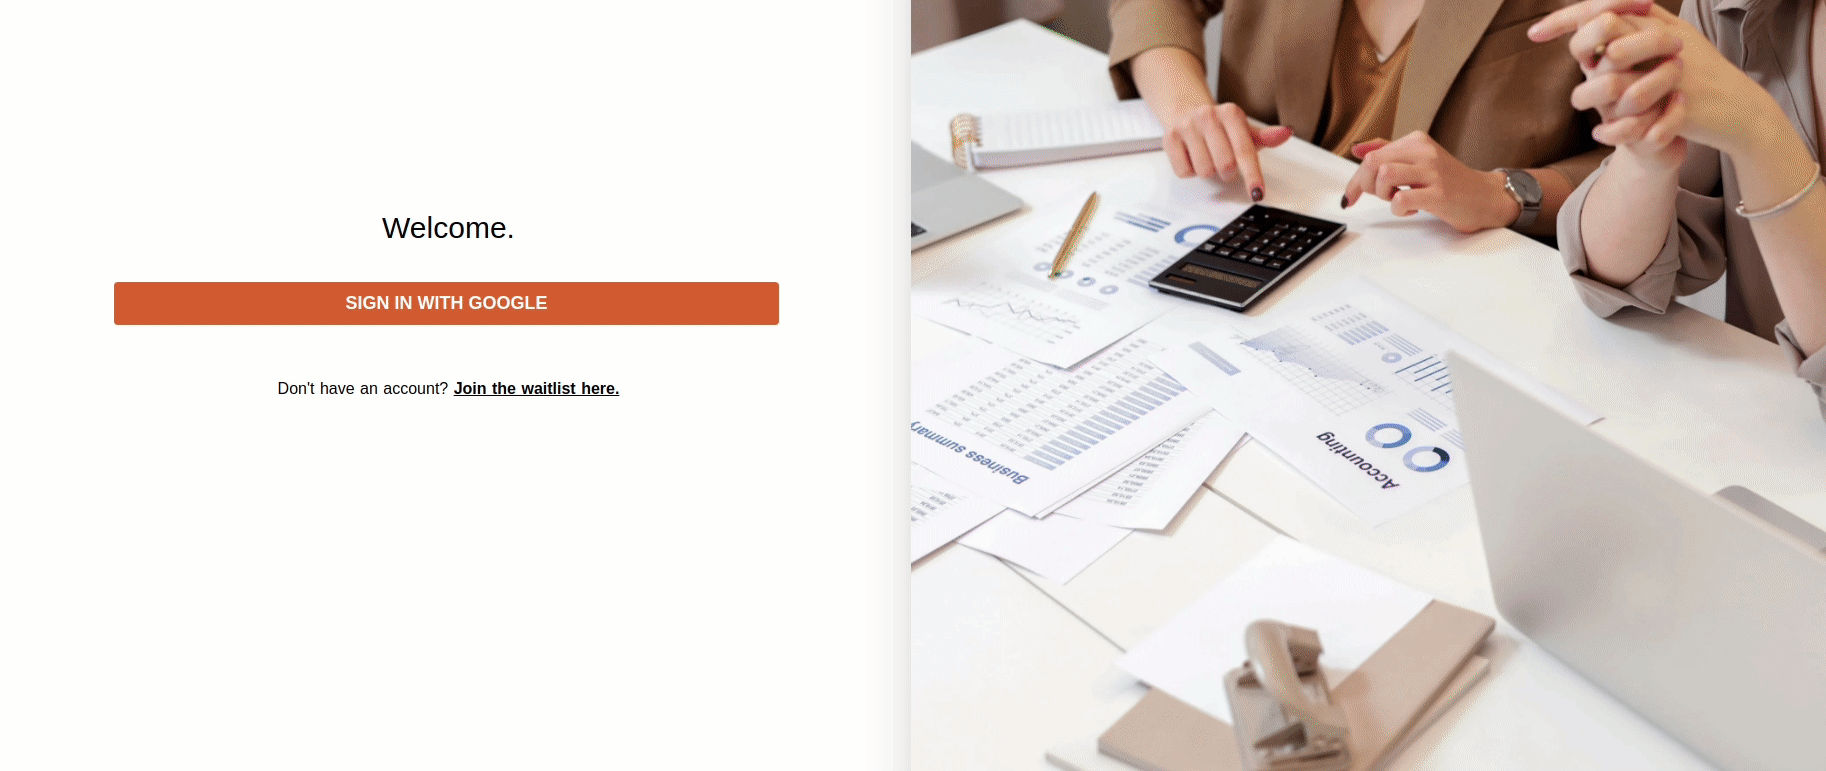 Welcome.
SIGN IN WITH GOOGLE
Don't have an account? Join the waitlist here.
Business summary
Accounting